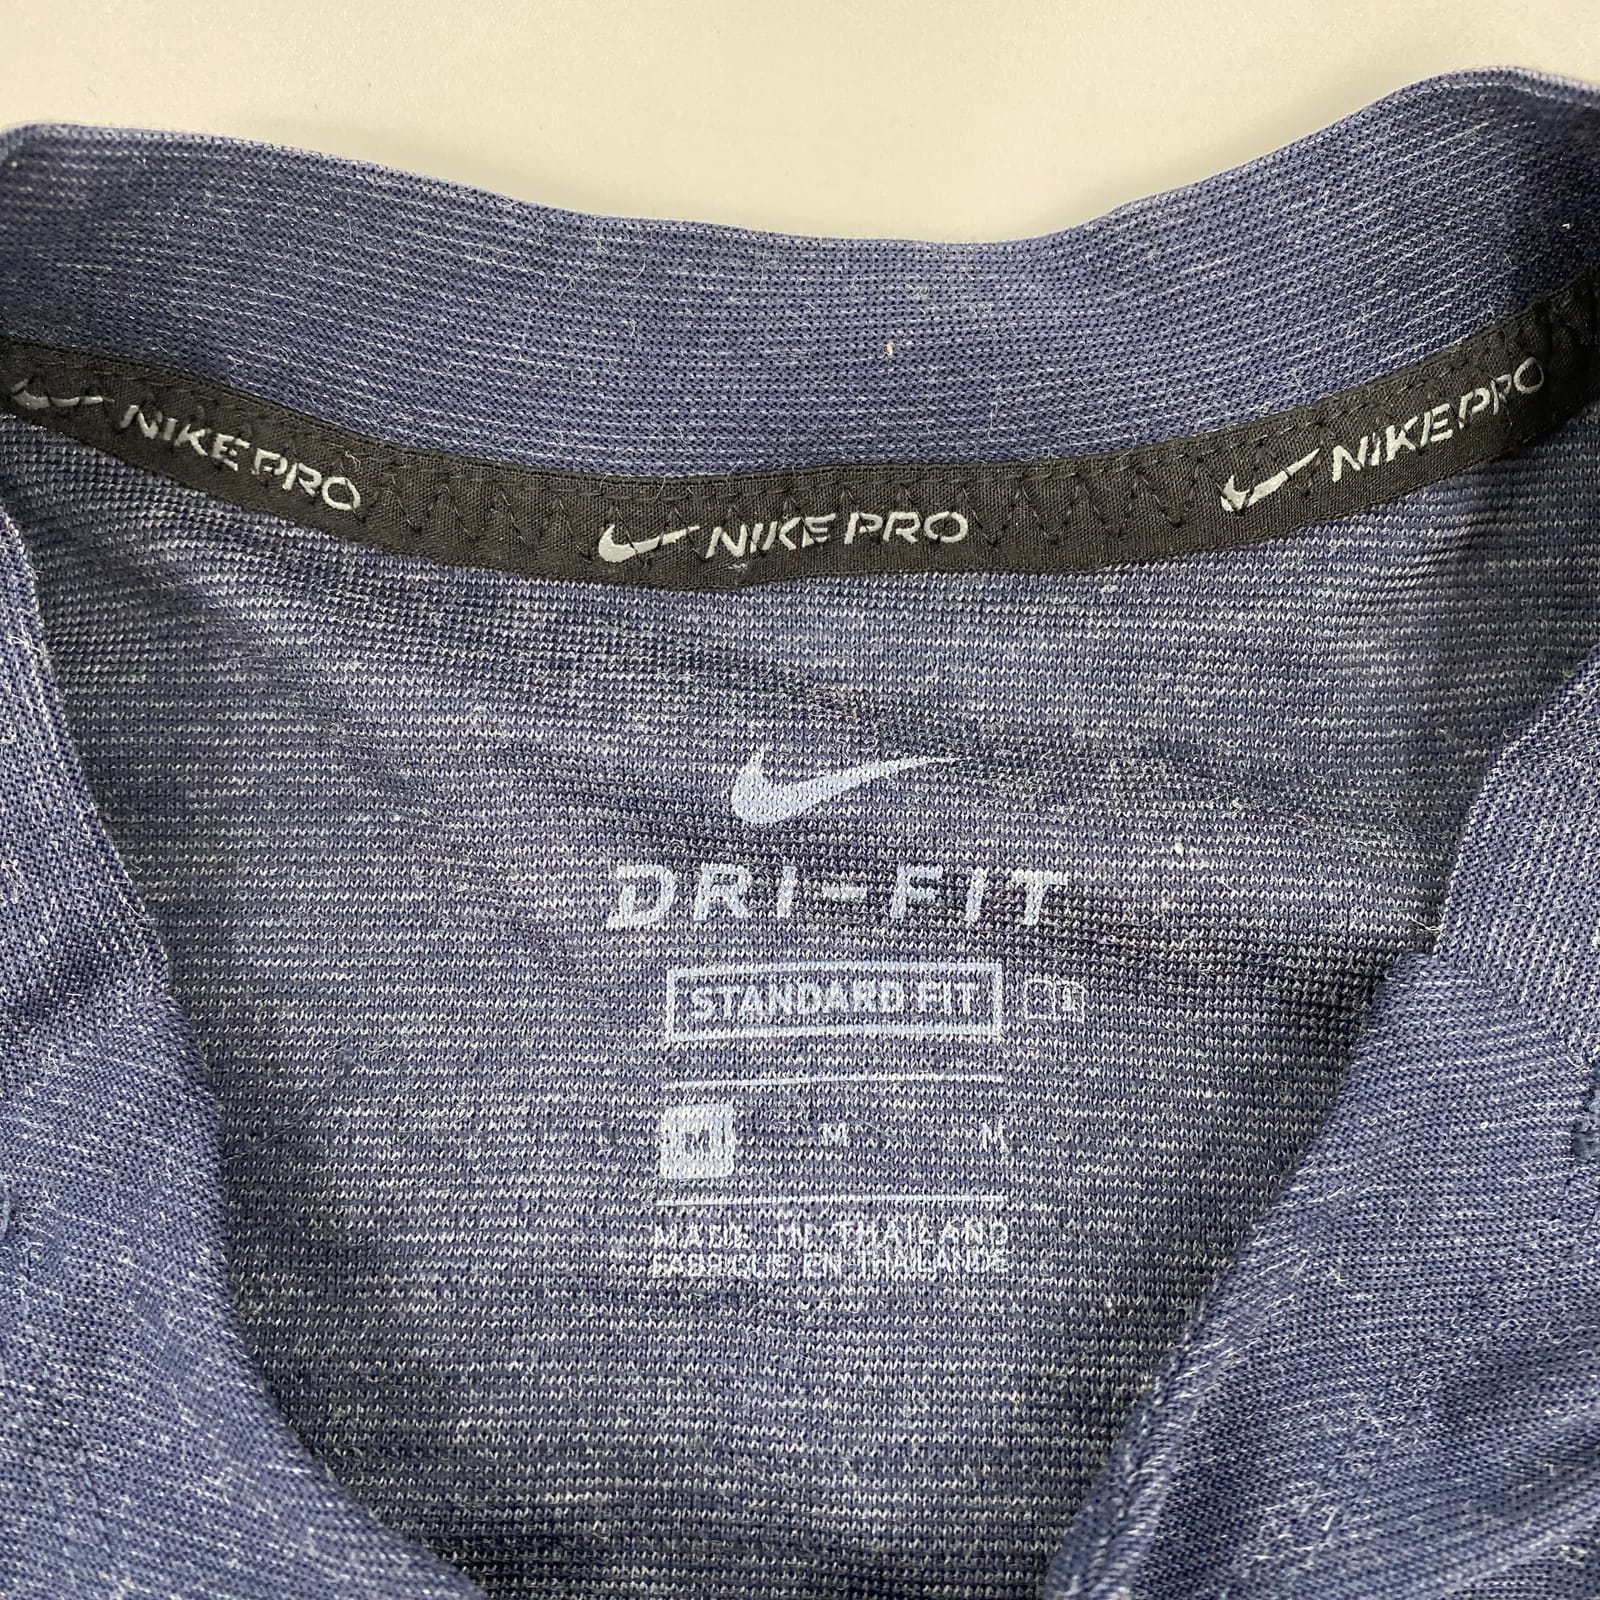 NIKE PRO
NIKE PRO
NIKE PRO
DRI-FIT
STANDARD FIT
M M M
MADE IN THAILAND
FABRIQUE EN THAILANDE